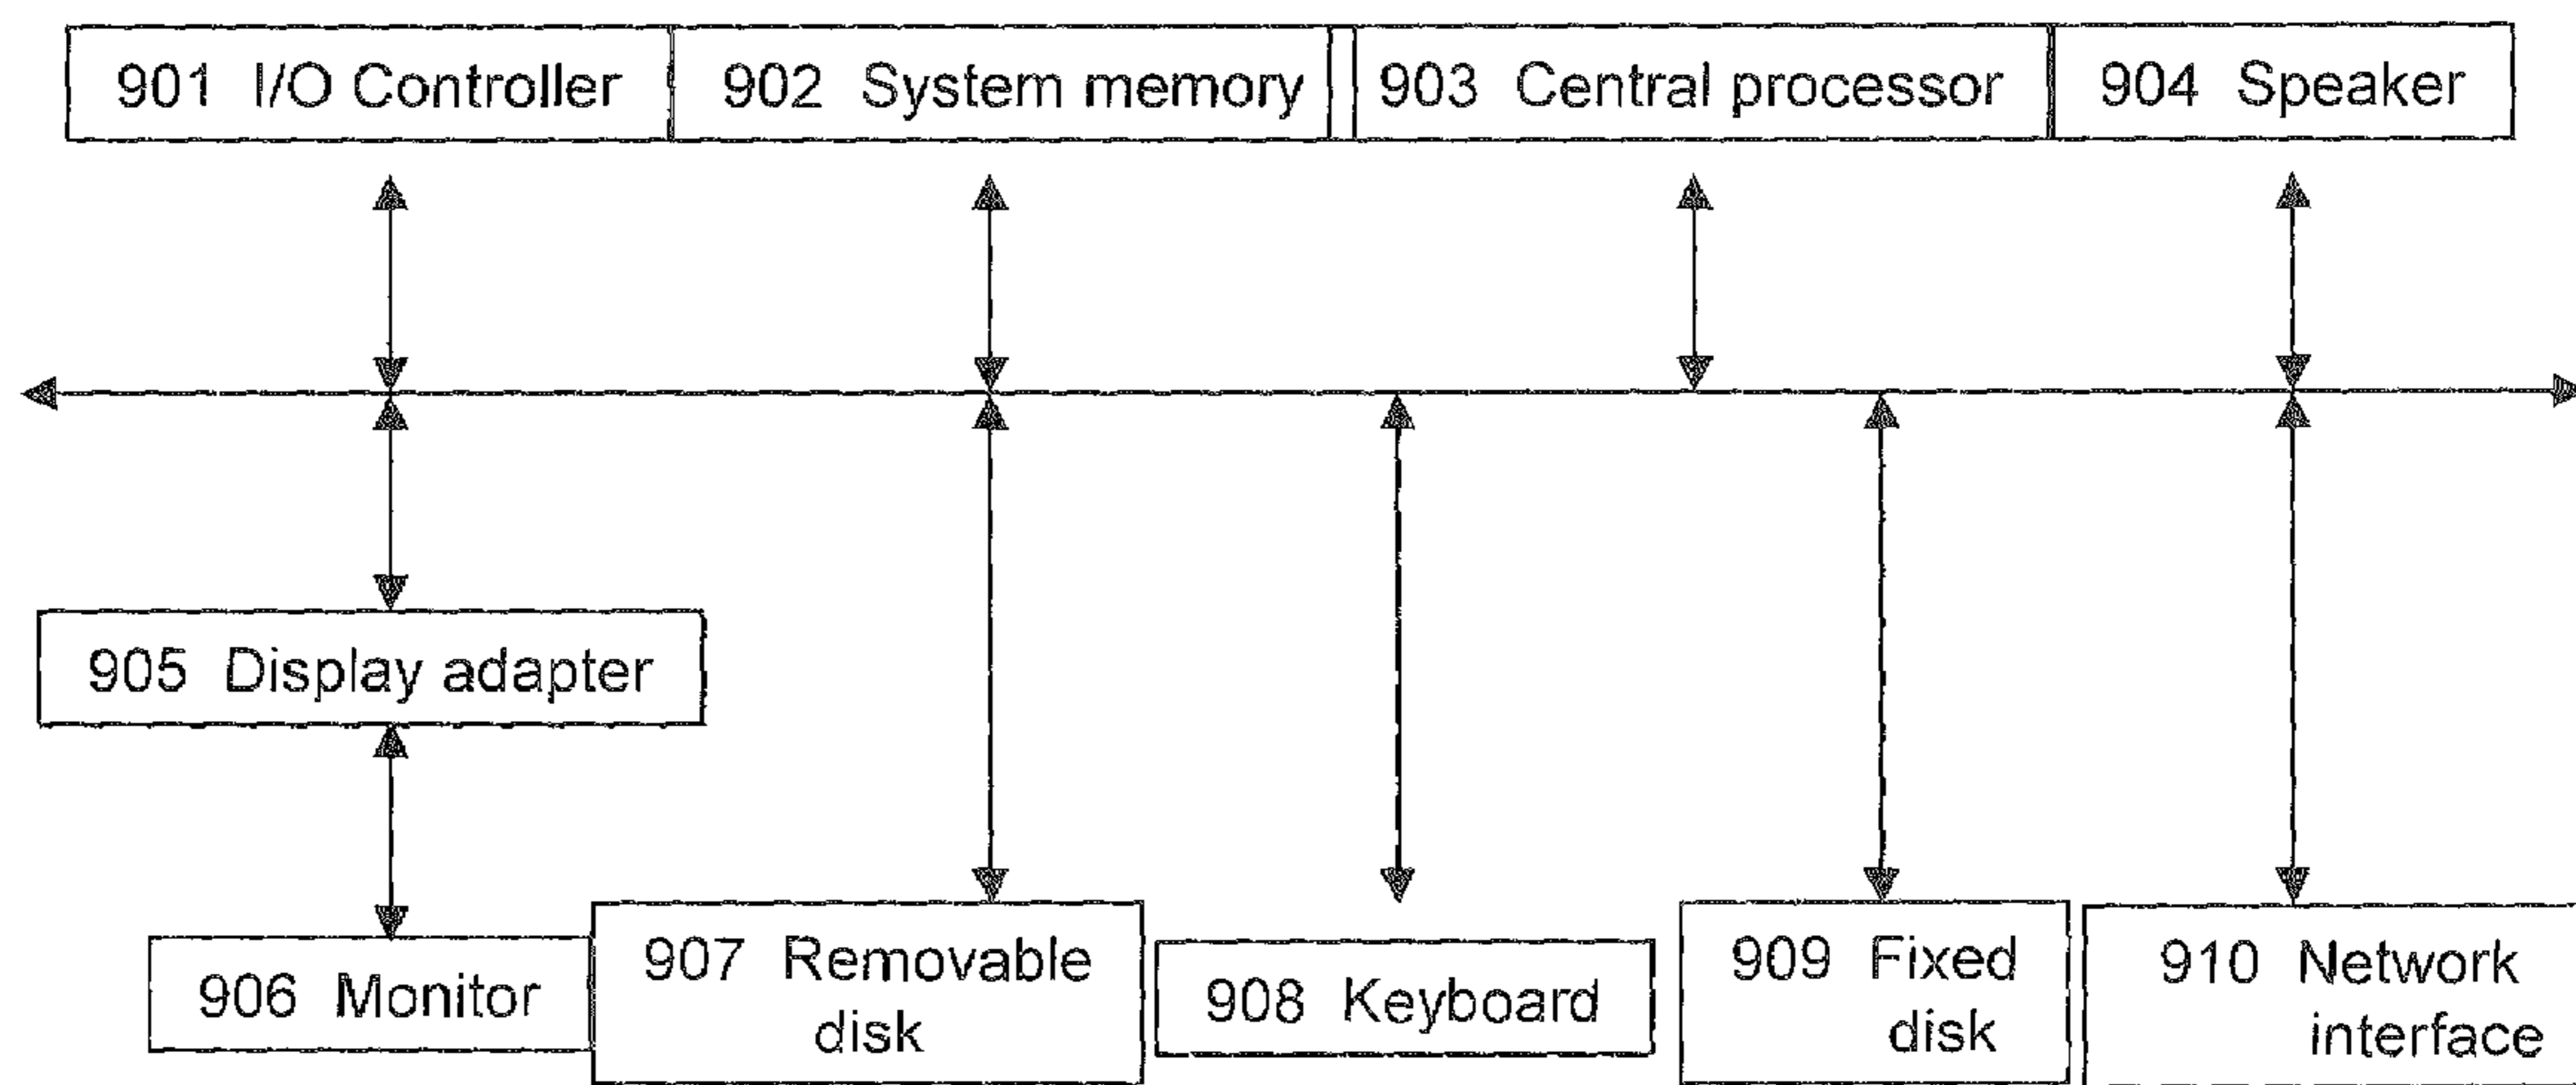 901 I/O Controller
902 System memory
903 Central processor
904 Speaker
905 Display adapter
906 Monitor
907 Removable
disk
908 Keyboard
909 Fixed
disk
910 Network
interface